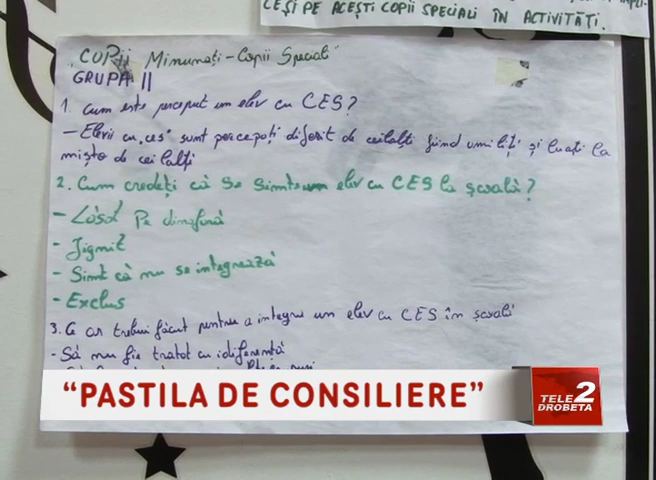 CEȘI PE ACEȘTI COPII SPECIALI ÎN ACTIVITĂȚI.
„COPii Minunați - Copii Speciali"
GRUPA II
1. Cum este perceput un elev cu CES?
- Elevii cu „ces" sunt percepoți diferit de ceilalți fiind umiliți și luați la
mișto de ceilalți
2. Cum credeți că se simte un elev cu CES la școală?
- Lăsat Pe dinafară
- Jignit
- Simt că nu se integrează
- Exclus
3. Ce ar trebui făcut pentru a integra un elev cu CES în școală
- Să nu fie tratat cu idiferență
"PASTILA DE CONSILIERE"
TELE 2
DROBETA